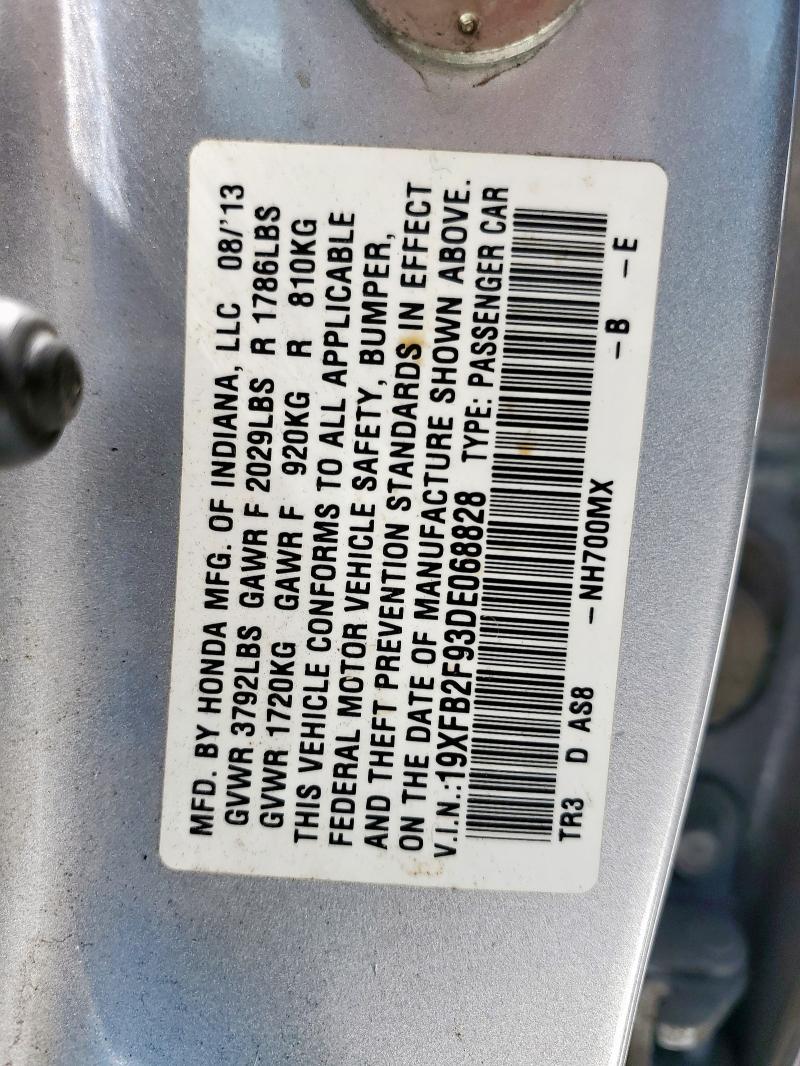 MFD. BY HONDA MFG. OF INDIANA, LLC 08/'13
GVWR 3792LBS GAWR F 2029LBS R 1786LBS
GVWR 1720KG GAWR F 920KG R 810KG
THIS VEHICLE CONFORMS TO ALL APPLICABLE
FEDERAL MOTOR VEHICLE SAFETY, BUMPER,
AND THEFT PREVENTION STANDARDS IN EFFECT
ON THE DATE OF MANUFACTURE SHOWN ABOVE.
V.I.N.:19XFB2F93DE068828 TYPE: PASSENGER CAR
TR3 D AS8 -NH700MX -B -E